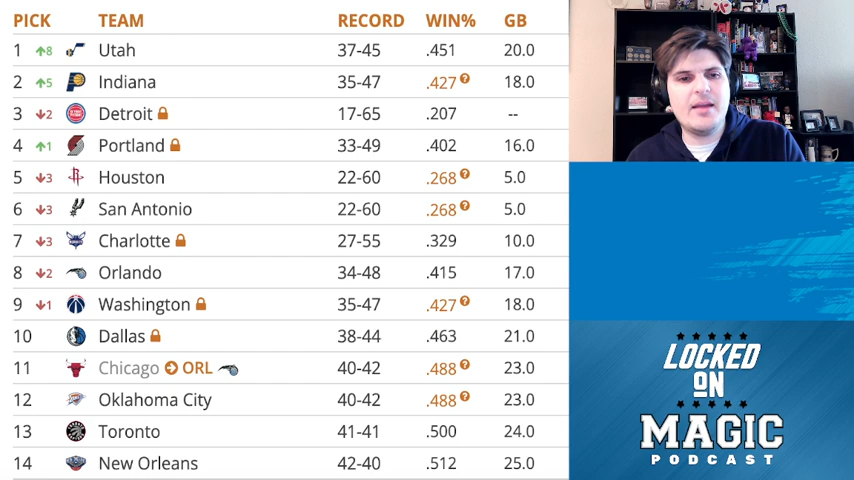 PICK TEAM RECORD WIN% GB
1 ↑8 Utah 37-45 .451 20.0
2 ↑5 Indiana 35-47 .427 ? 18.0
3 ↓2 Detroit 17-65 .207 --
4 ↑1 Portland 33-49 .402 16.0
5 ↓3 Houston 22-60 .268 ? 5.0
6 ↓3 San Antonio 22-60 .268 ? 5.0
7 ↓3 Charlotte 27-55 .329 10.0
8 ↓2 Orlando 34-48 .415 17.0
9 ↓1 Washington 35-47 .427 ? 18.0
10 Dallas 38-44 .463 21.0
11 Chicago ORL 40-42 .488 ? 23.0
12 Oklahoma City 40-42 .488 ? 23.0
13 Toronto 41-41 .500 24.0
14 New Orleans 42-40 .512 25.0
LOCKED
ON
MAGIC
PODCAST